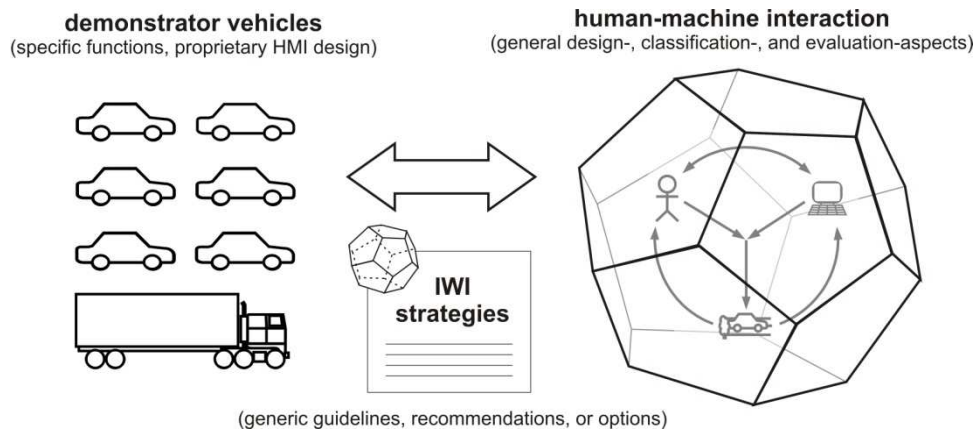 demonstrator vehicles
(specific functions, proprietary HMI design)
human-machine interaction
(general design-, classification-, and evaluation-aspects)
IWI
strategies
(generic guidelines, recommendations, or options)